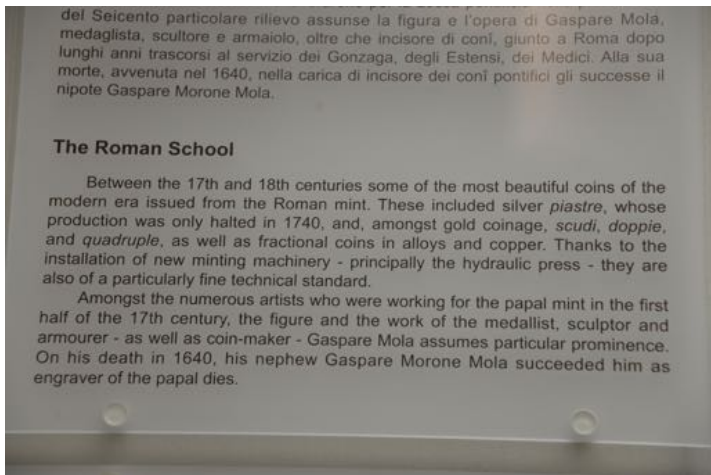 del Seicento particolare rilievo assunse la figura e l'opera di Gaspare Mola,
medaglista, scultore e armaiolo, oltre che incisore di conî, giunto a Roma dopo
lunghi anni trascorsi al servizio dei Gonzaga, degli Estensi, dei Medici. Alla sua
morte, avvenuta nel 1640, nella carica di incisore dei conî pontifici gli successe il
nipote Gaspare Morone Mola.
The Roman School
Between the 17th and 18th centuries some of the most beautiful coins of the
modern era issued from the Roman mint. These included silver piastre, whose
production was only halted in 1740, and, amongst gold coinage, scudi, doppie,
and quadruple, as well as fractional coins in alloys and copper. Thanks to the
installation of new minting machinery - principally the hydraulic press - they are
also of a particularly fine technical standard.
Amongst the numerous artists who were working for the papal mint in the first
half of the 17th century, the figure and the work of the medallist, sculptor and
armourer - as well as coin-maker - Gaspare Mola assumes particular prominence.
On his death in 1640, his nephew Gaspare Morone Mola succeeded him as
engraver of the papal dies.